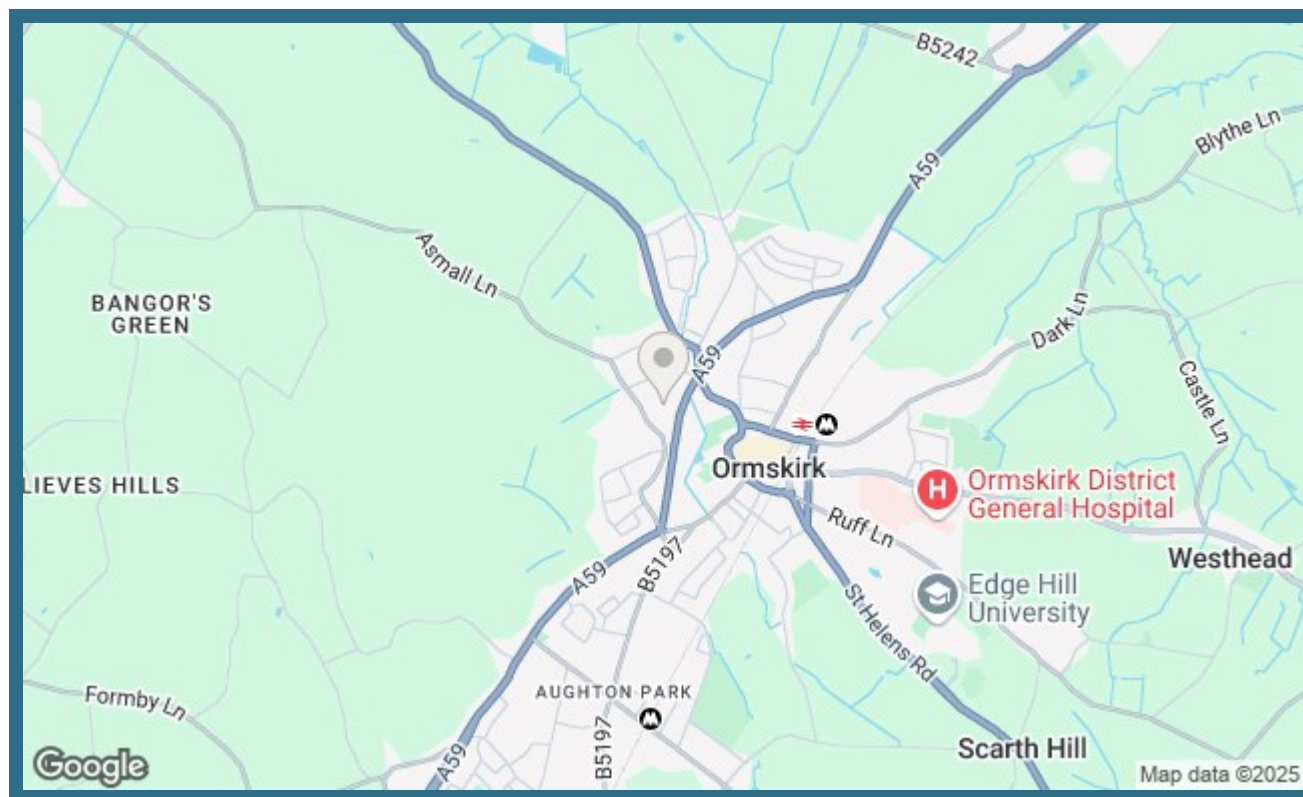 B5242
Blythe Ln
A59
Asmall Ln
BANGOR'S
GREEN
Dark Ln
A59
Castle Ln
Ormskirk
LIEVES HILLS
H
Ormskirk District
General Hospital
Ruff Ln
Westhead
B5197
A59
Edge Hill
University
St Helens Rd
AUGHTON PARK
Formby Ln
B5197
A59
Scarth Hill
Google
Map data ©2025